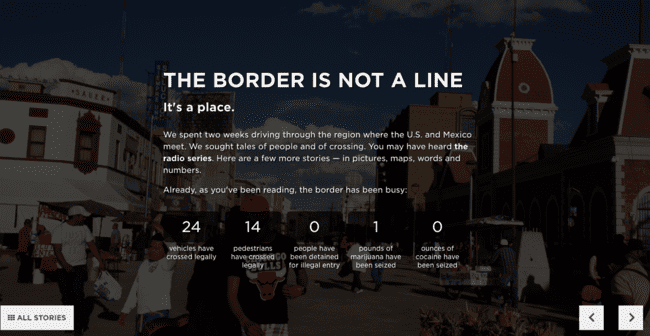 SAUER
THE BORDER IS NOT A LINE
It's a place.
We spent two weeks driving through the region where the U.S. and Mexico
meet. We sought tales of people and of crossing. You may have heard the
radio series. Here are a few more stories — in pictures, maps, words and
numbers.
Already, as you've been reading, the border has been busy:
24
vehicles have
crossed legally
14
pedestrians
have crossed
legally
0
people have
been detained
for illegal entry
1
pounds of
marijuana have
been seized
0
ounces of
cocaine have
been seized
ALL STORIES